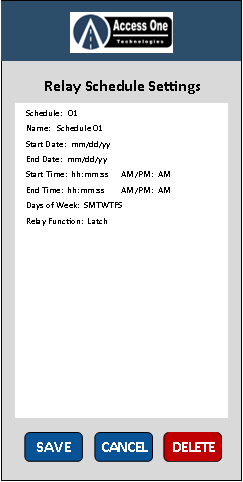 Access One
Technologies
Relay Schedule Settings
Schedule: 01
Name: Schedule 01
Start Date: mm/dd/yy
End Date: mm/dd/yy
Start Time: hh:mm:ss AM/PM: AM
End Time: hh:mm:ss AM/PM: AM
Days of Week: SMTWTFS
Relay Function: Latch
SAVE CANCEL DELETE